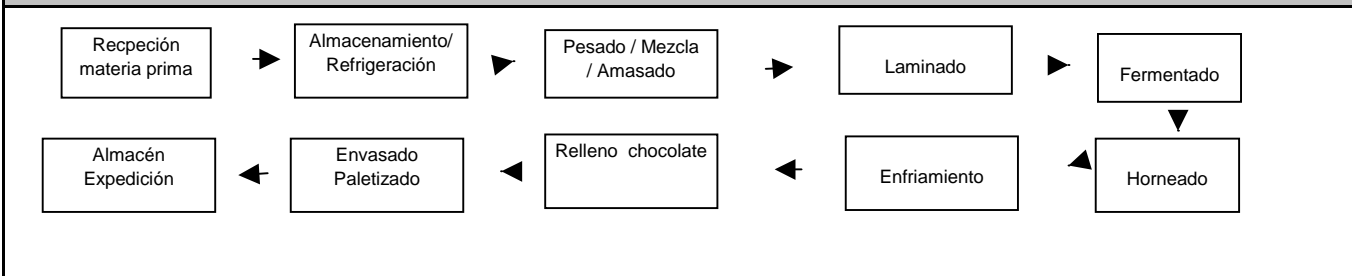 Recpeción
materia prima
Almacenamiento/
Refrigeración
Pesado / Mezcla
/ Amasado
Laminado
Fermentado
Horneado
Enfriamiento
Relleno chocolate
Envasado
Paletizado
Almacén
Expedición